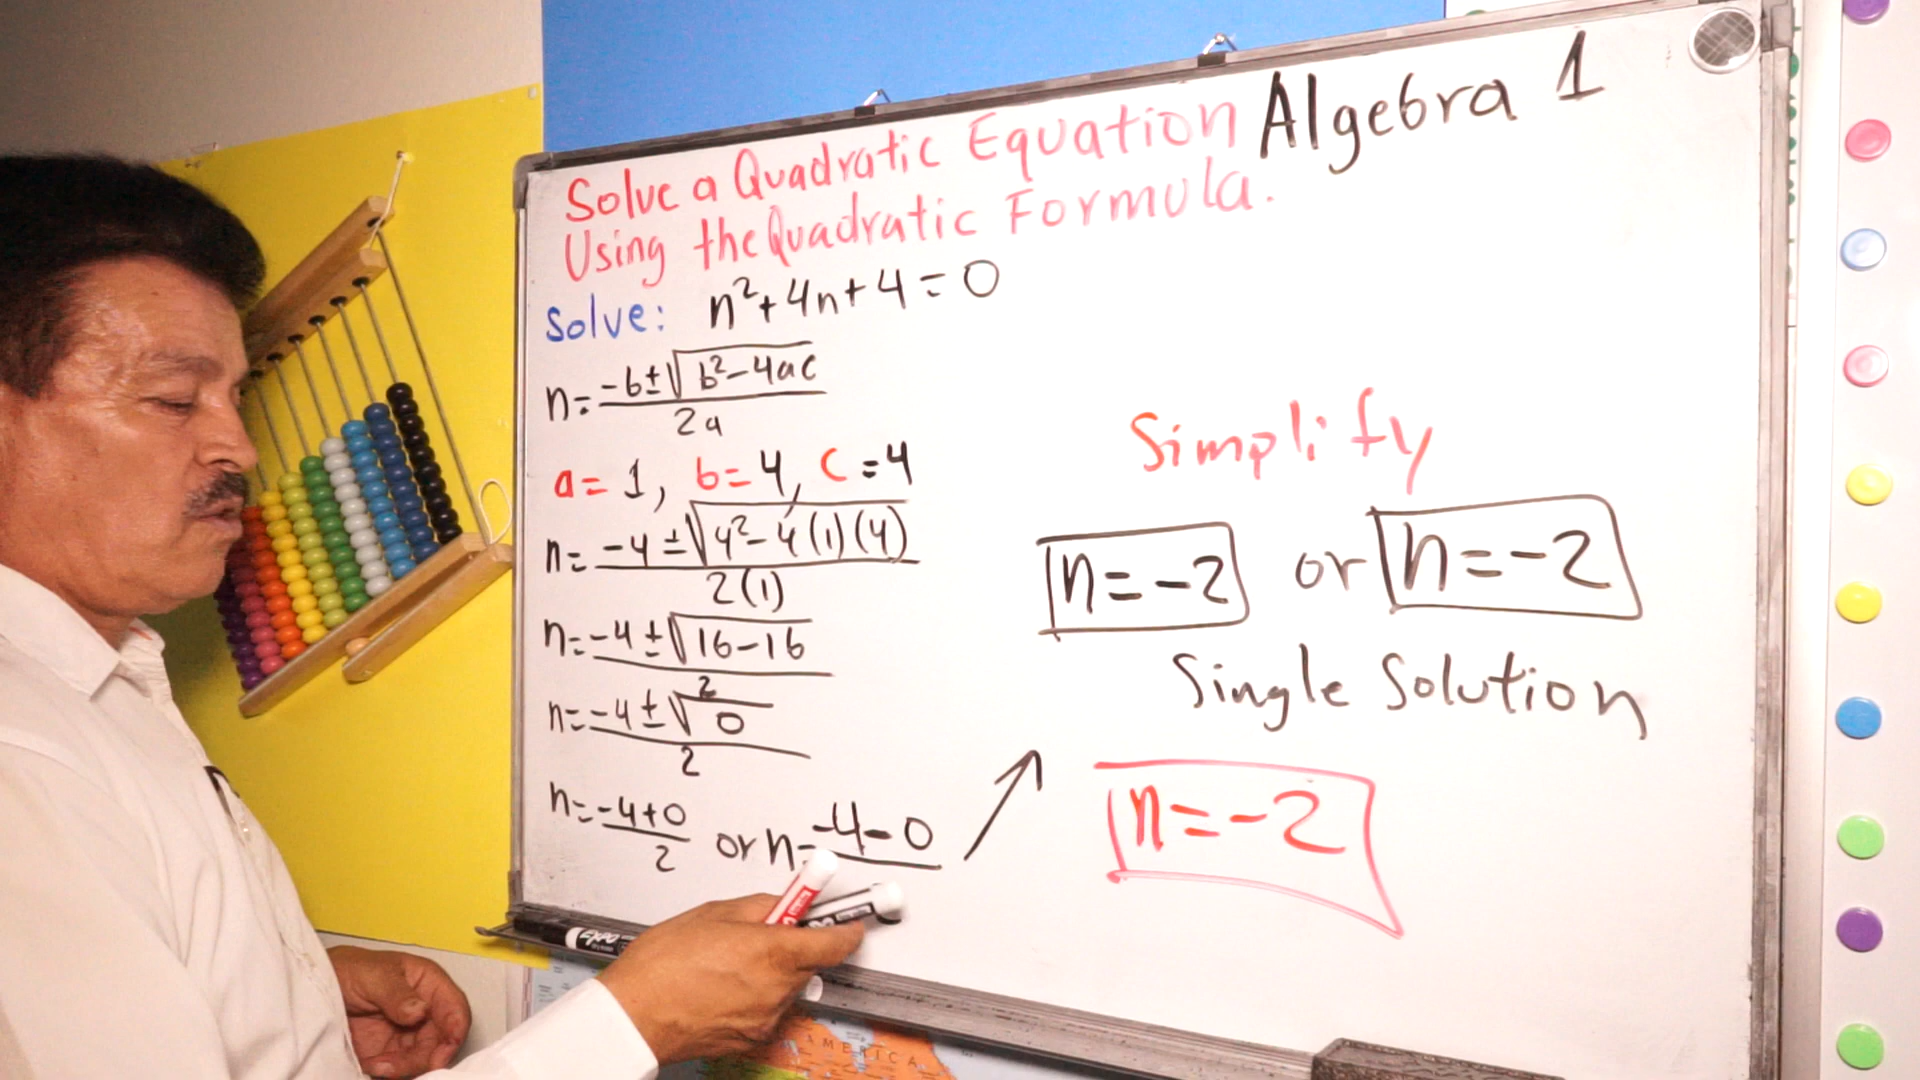 Algebra 1
Solve a Quadratic Equation
Using the Quadratic Formula.
Solve: n²+4n+4=0
n=-b±√b²-4ac
2a
a=1, b=4, c=4
n=-4±√4²-4(1)(4)
2(1)
n=-4±√16-16
2
n=-4±√0
2
n=-4+0 or n=-4-0
2
Simplify
n=-2 or n=-2
Single Solution
n=-2
EXPO
AMERICA